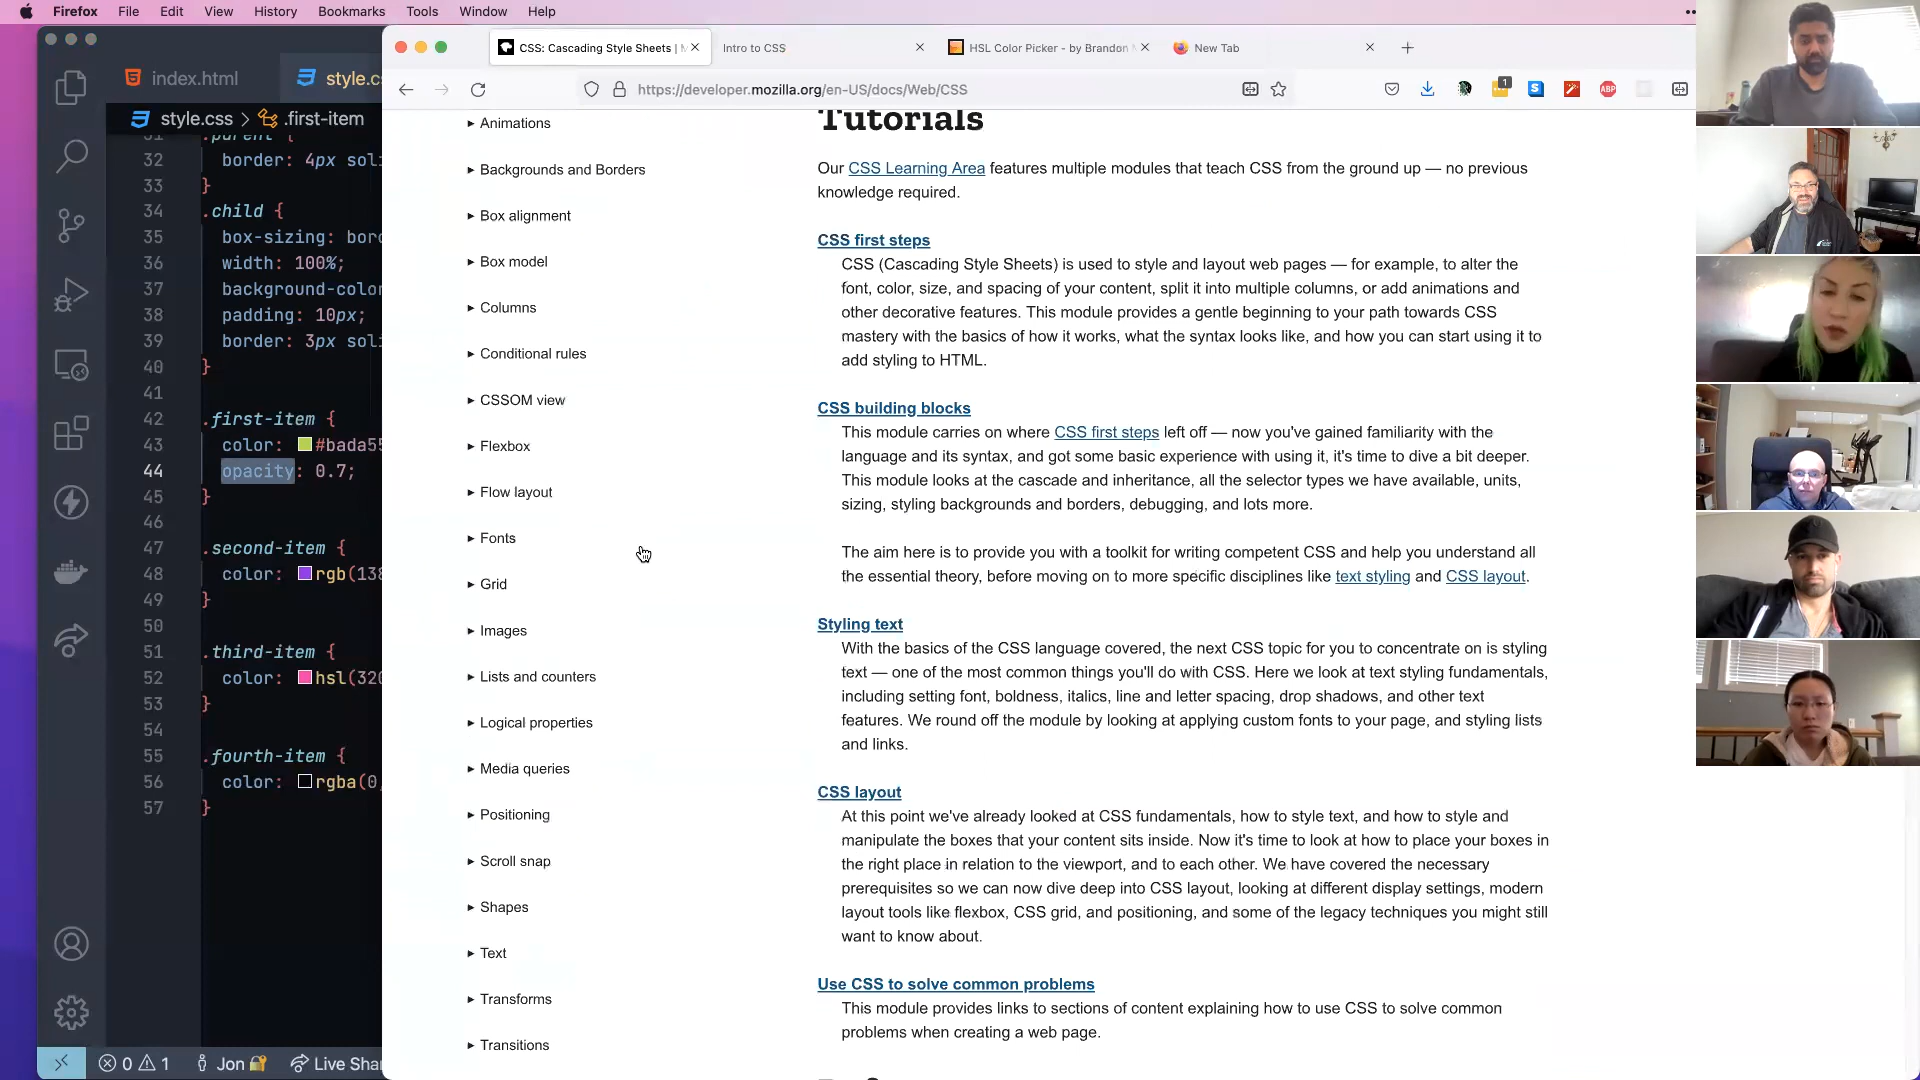 Firefox File Edit View History Bookmarks Tools Window Help
index.html
style.cs
style.css > .first-item
31 .parent {
32 border: 4px soli
33 }
34 .child {
35 box-sizing: bord
36 width: 100%;
37 background-color
38 padding: 10px;
39 border: 3px soli
40 }
41
42 .first-item {
43 color: #bada55
44 opacity: 0.7;
45 }
46
47 .second-item {
48 color: rgb(138
49 }
50
51 .third-item {
52 color: hsl(320
53 }
54
55 .fourth-item {
56 color: rgba(0,
57 }
0 1 Jon Live Sha
CSS: Cascading Style Sheets | M
Intro to CSS
HSL Color Picker - by Brandon
New Tab
https://developer.mozilla.org/en-US/docs/Web/CSS
1
S
ABP
Animations
Backgrounds and Borders
Box alignment
Box model
Columns
Conditional rules
CSSOM view
Flexbox
Flow layout
Fonts
Grid
Images
Lists and counters
Logical properties
Media queries
Positioning
Scroll snap
Shapes
Text
Transforms
Transitions
Tutorials
Our CSS Learning Area features multiple modules that teach CSS from the ground up — no previous
knowledge required.
CSS first steps
CSS (Cascading Style Sheets) is used to style and layout web pages — for example, to alter the
font, color, size, and spacing of your content, split it into multiple columns, or add animations and
other decorative features. This module provides a gentle beginning to your path towards CSS
mastery with the basics of how it works, what the syntax looks like, and how you can start using it to
add styling to HTML.
CSS building blocks
This module carries on where CSS first steps left off — now you've gained familiarity with the
language and its syntax, and got some basic experience with using it, it's time to dive a bit deeper.
This module looks at the cascade and inheritance, all the selector types we have available, units,
sizing, styling backgrounds and borders, debugging, and lots more.
The aim here is to provide you with a toolkit for writing competent CSS and help you understand all
the essential theory, before moving on to more specific disciplines like text styling and CSS layout.
Styling text
With the basics of the CSS language covered, the next CSS topic for you to concentrate on is styling
text — one of the most common things you'll do with CSS. Here we look at text styling fundamentals,
including setting font, boldness, italics, line and letter spacing, drop shadows, and other text
features. We round off the module by looking at applying custom fonts to your page, and styling lists
and links.
CSS layout
At this point we've already looked at CSS fundamentals, how to style text, and how to style and
manipulate the boxes that your content sits inside. Now it's time to look at how to place your boxes in
the right place in relation to the viewport, and to each other. We have covered the necessary
prerequisites so we can now dive deep into CSS layout, looking at different display settings, modern
layout tools like flexbox, CSS grid, and positioning, and some of the legacy techniques you might still
want to know about.
Use CSS to solve common problems
This module provides links to sections of content explaining how to use CSS to solve common
problems when creating a web page.